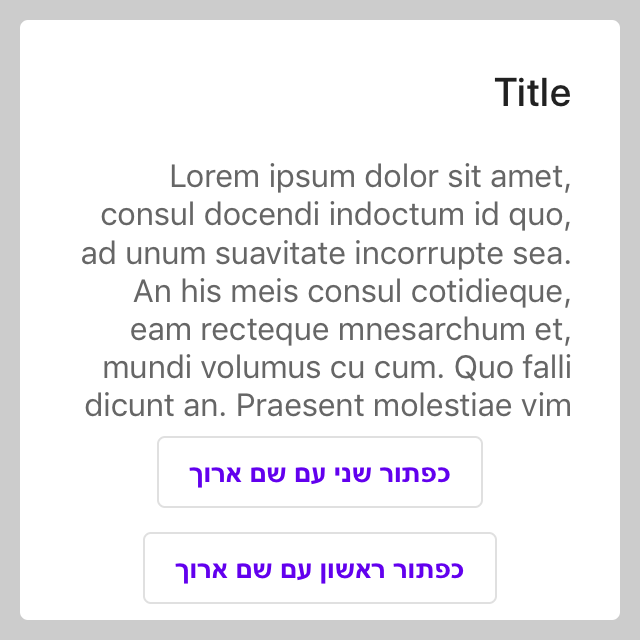 Title
Lorem ipsum dolor sit amet,
consul docendi indoctum id quo,
ad unum suavitate incorrupte sea.
An his meis consul cotidieque,
eam recteque mnesarchum et,
mundi volumus cu cum. Quo falli
dicunt an. Praesent molestiae vim
כפתור שני עם שם ארוך
כפתור ראשון עם שם ארוך